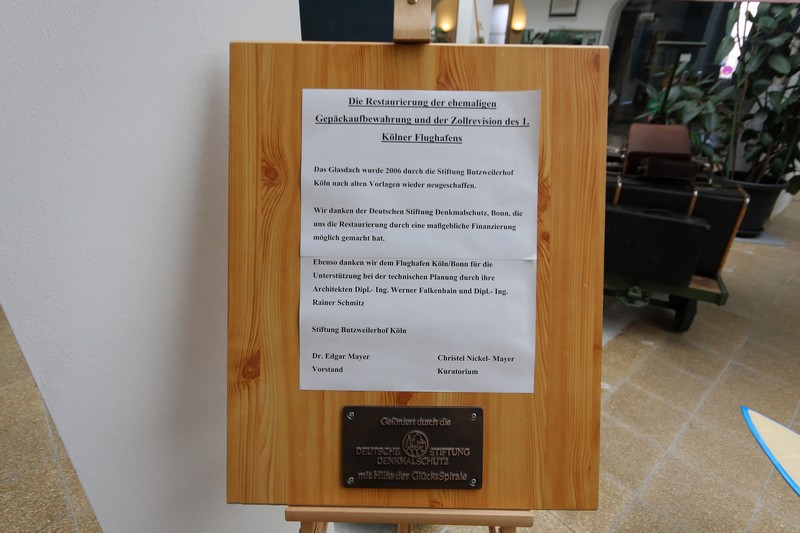 Die Restaurierung der ehemaligen
Gepäckaufbewahrung und der Zollrevision des 1.
Kölner Flughafens
Das Glasdach wurde 2006 durch die Stiftung Butzweilerhof
Köln nach alten Vorlagen wieder neugeschaffen.
Wir danken der Deutschen Stiftung Denkmalschutz, Bonn, die
uns die Restaurierung durch eine maßgebliche Finanzierung
möglich gemacht hat.
Ebenso danken wir dem Flughafen Köln/Bonn für die
Unterstützung bei der technischen Planung durch ihre
Architekten Dipl.- Ing. Werner Falkenhain und Dipl.- Ing.
Rainer Schmitz
Stiftung Butzweilerhof Köln
Dr. Edgar Mayer Christel Nickel- Mayer
Vorstand Kuratorium
Gefördert durch die
DEUTSCHE STIFTUNG
DENKMALSCHUTZ
mit Hilfe der GlücksSpirale